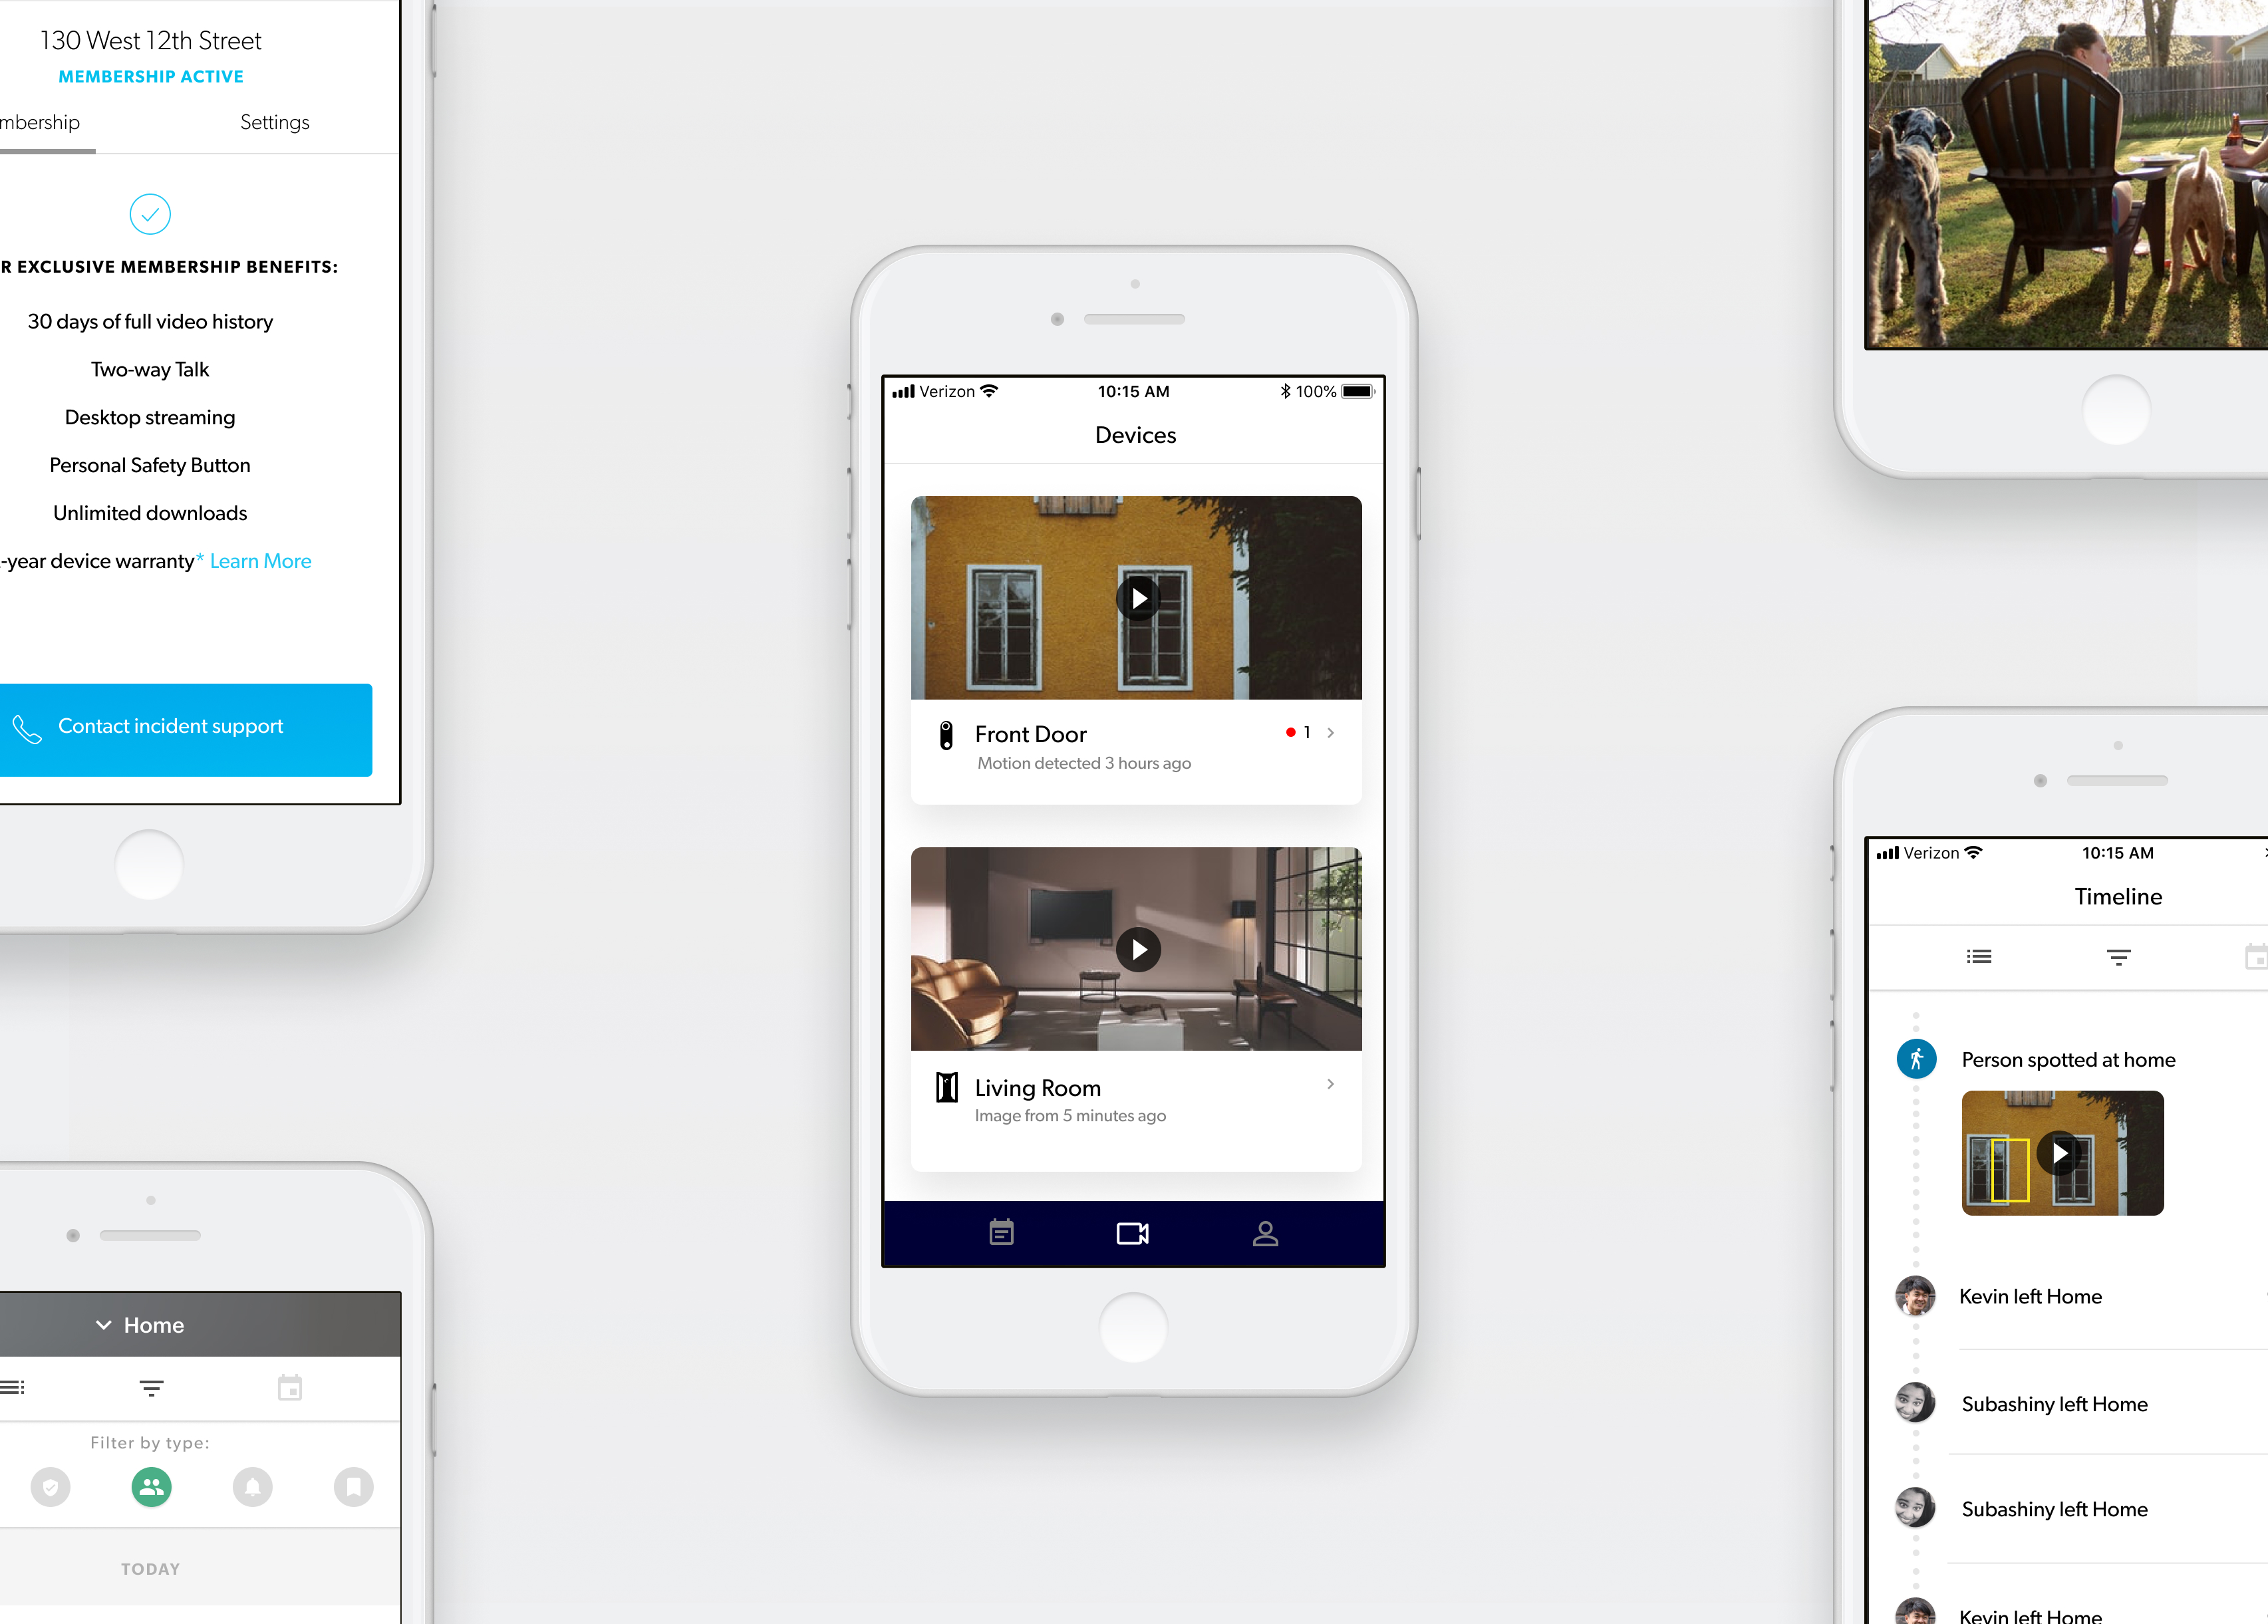 130 West 12th Street
MEMBERSHIP ACTIVE
mbership Settings
R EXCLUSIVE MEMBERSHIP BENEFITS:
30 days of full video history
Two-way Talk
Desktop streaming
Personal Safety Button
Unlimited downloads
-year device warranty* Learn More
Contact incident support
Home
Filter by type:
TODAY
Verizon 10:15 AM 100%
Devices
Front Door 1
Motion detected 3 hours ago
Living Room
Image from 5 minutes ago
Verizon 10:15 AM
Timeline
Person spotted at home
Kevin left Home
Subashiny left Home
Subashiny left Home
Kevin left Home